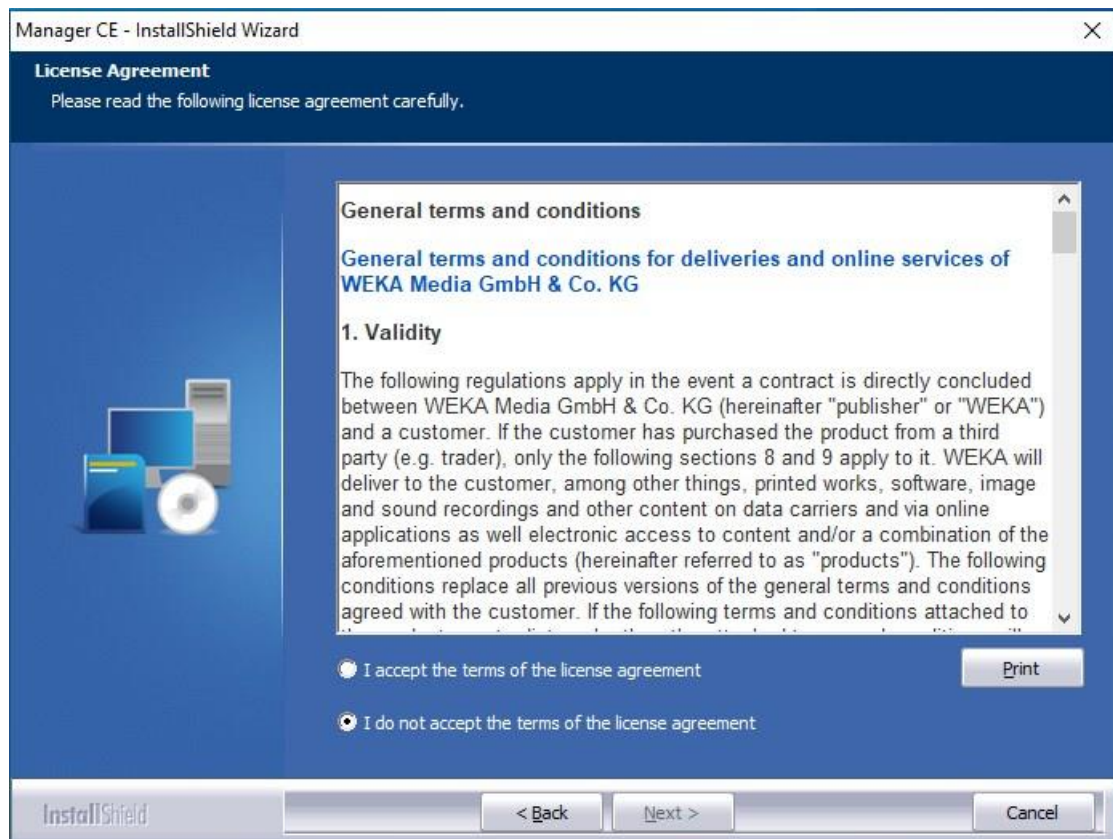 Manager CE - InstallShield Wizard
License Agreement
Please read the following license agreement carefully.
General terms and conditions
General terms and conditions for deliveries and online services of
WEKA Media GmbH & Co. KG
1. Validity
The following regulations apply in the event a contract is directly concluded
between WEKA Media GmbH & Co. KG (hereinafter "publisher" or "WEKA")
and a customer. If the customer has purchased the product from a third
party (e.g. trader), only the following sections 8 and 9 apply to it. WEKA will
deliver to the customer, among other things, printed works, software, image
and sound recordings and other content on data carriers and via online
applications as well electronic access to content and/or a combination of the
aforementioned products (hereinafter referred to as "products"). The following
conditions replace all previous versions of the general terms and conditions
agreed with the customer. If the following terms and conditions attached to
I accept the terms of the license agreement
Print
I do not accept the terms of the license agreement
InstallShield
< Back
Next >
Cancel